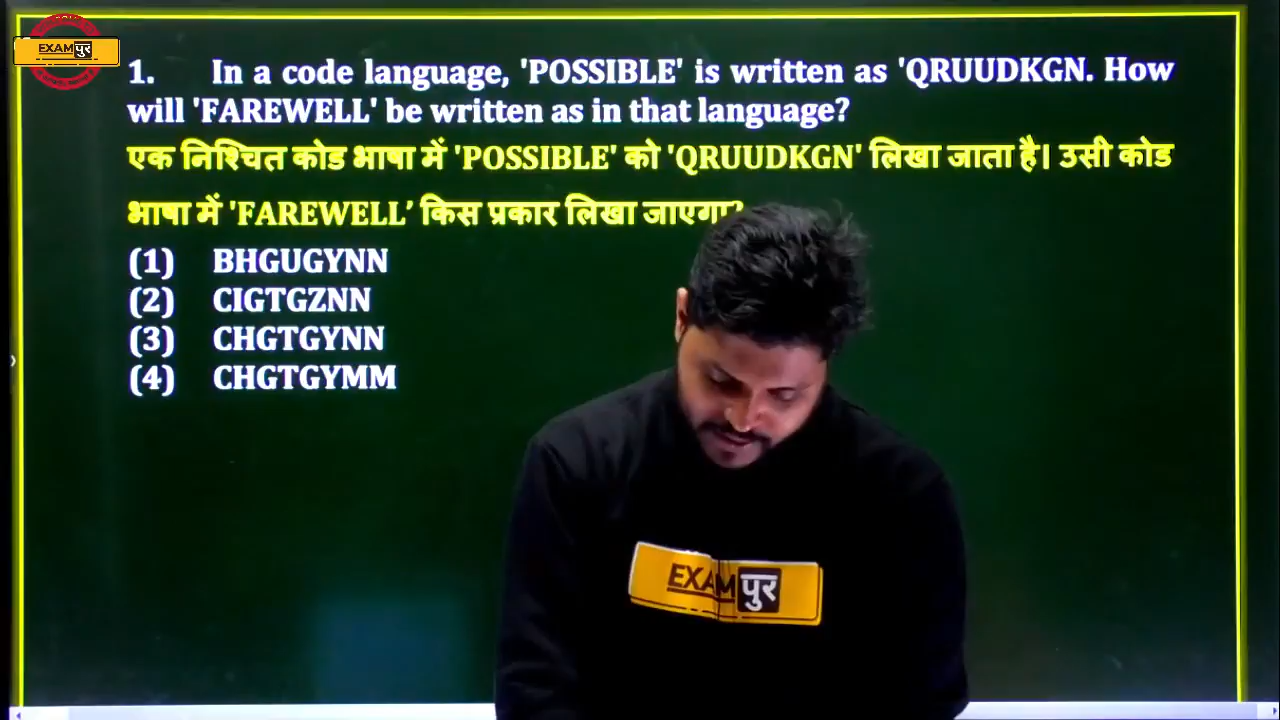 EXAMपुर
1. In a code language, 'POSSIBLE' is written as 'QRUUDKGN. How
will 'FAREWELL' be written as in that language?
एक निश्चित कोड भाषा में 'POSSIBLE' को 'QRUUDKGN' लिखा जाता है। उसी कोड
भाषा में 'FAREWELL’ किस प्रकार लिखा जाएगा?
(1) BHGUGYNN
(2) CIGTGZNN
(3) CHGTGYNN
(4) CHGTGYMM
EXAMपुर